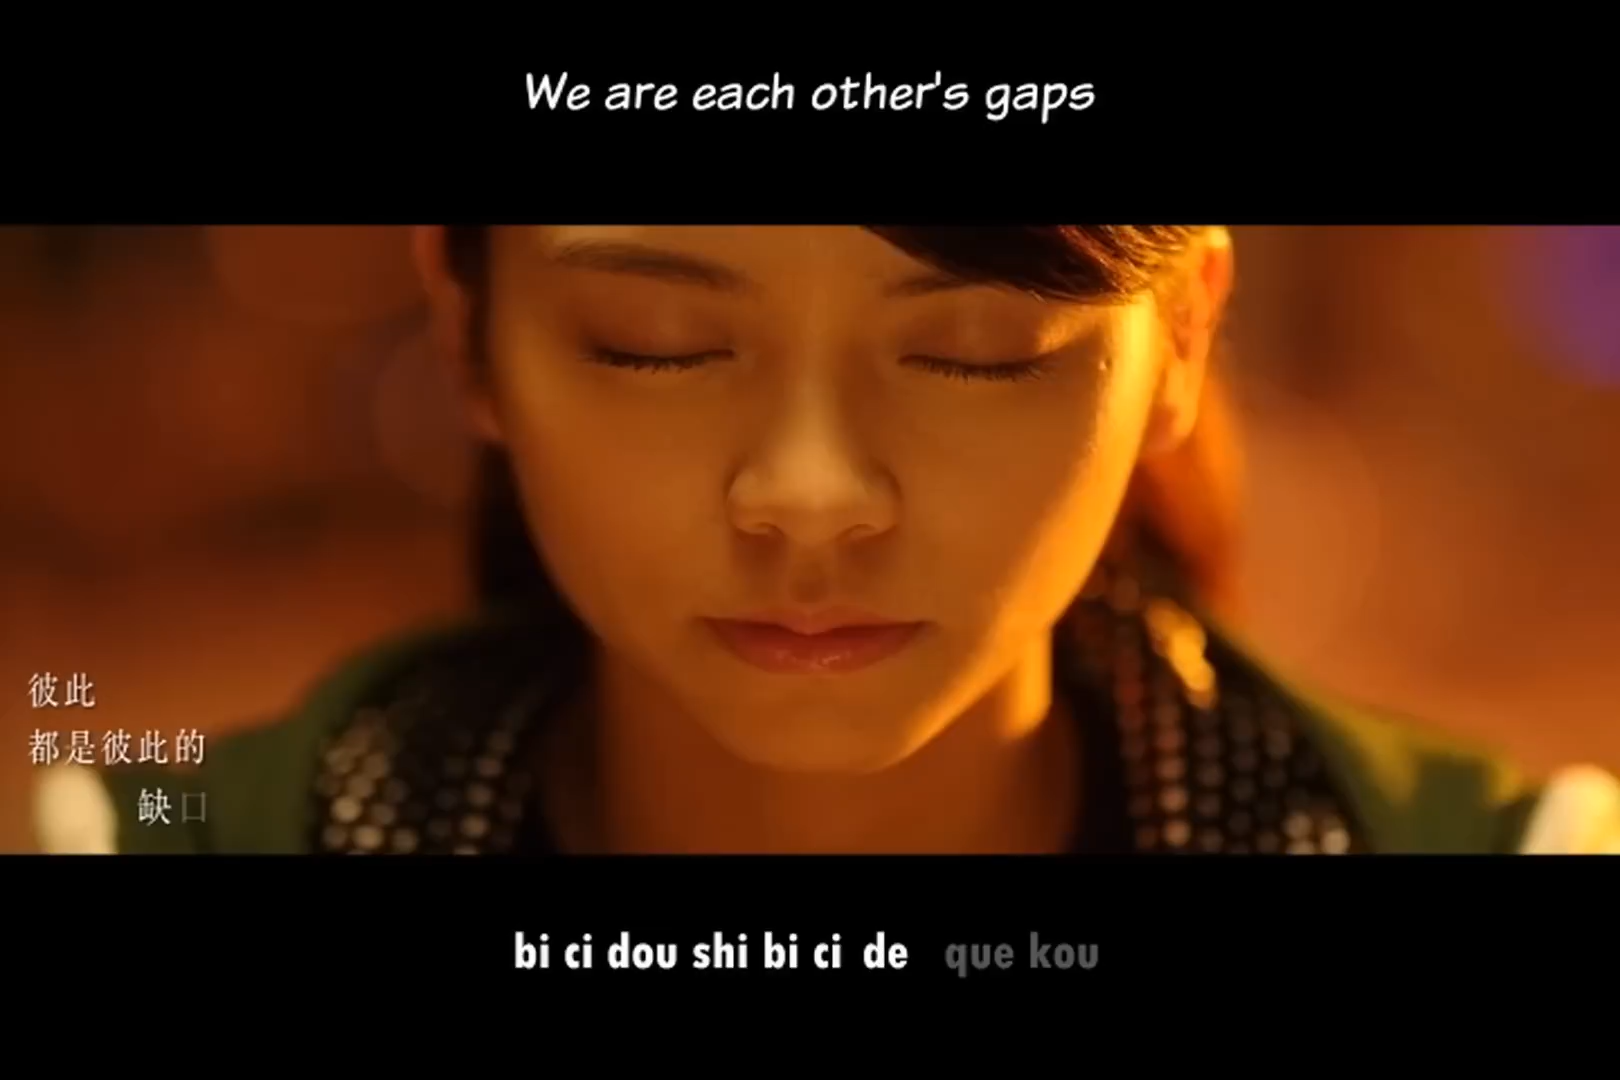 We are each other's gaps
彼此
都是彼此的
缺口
bi ci dou shi bi ci de que kou